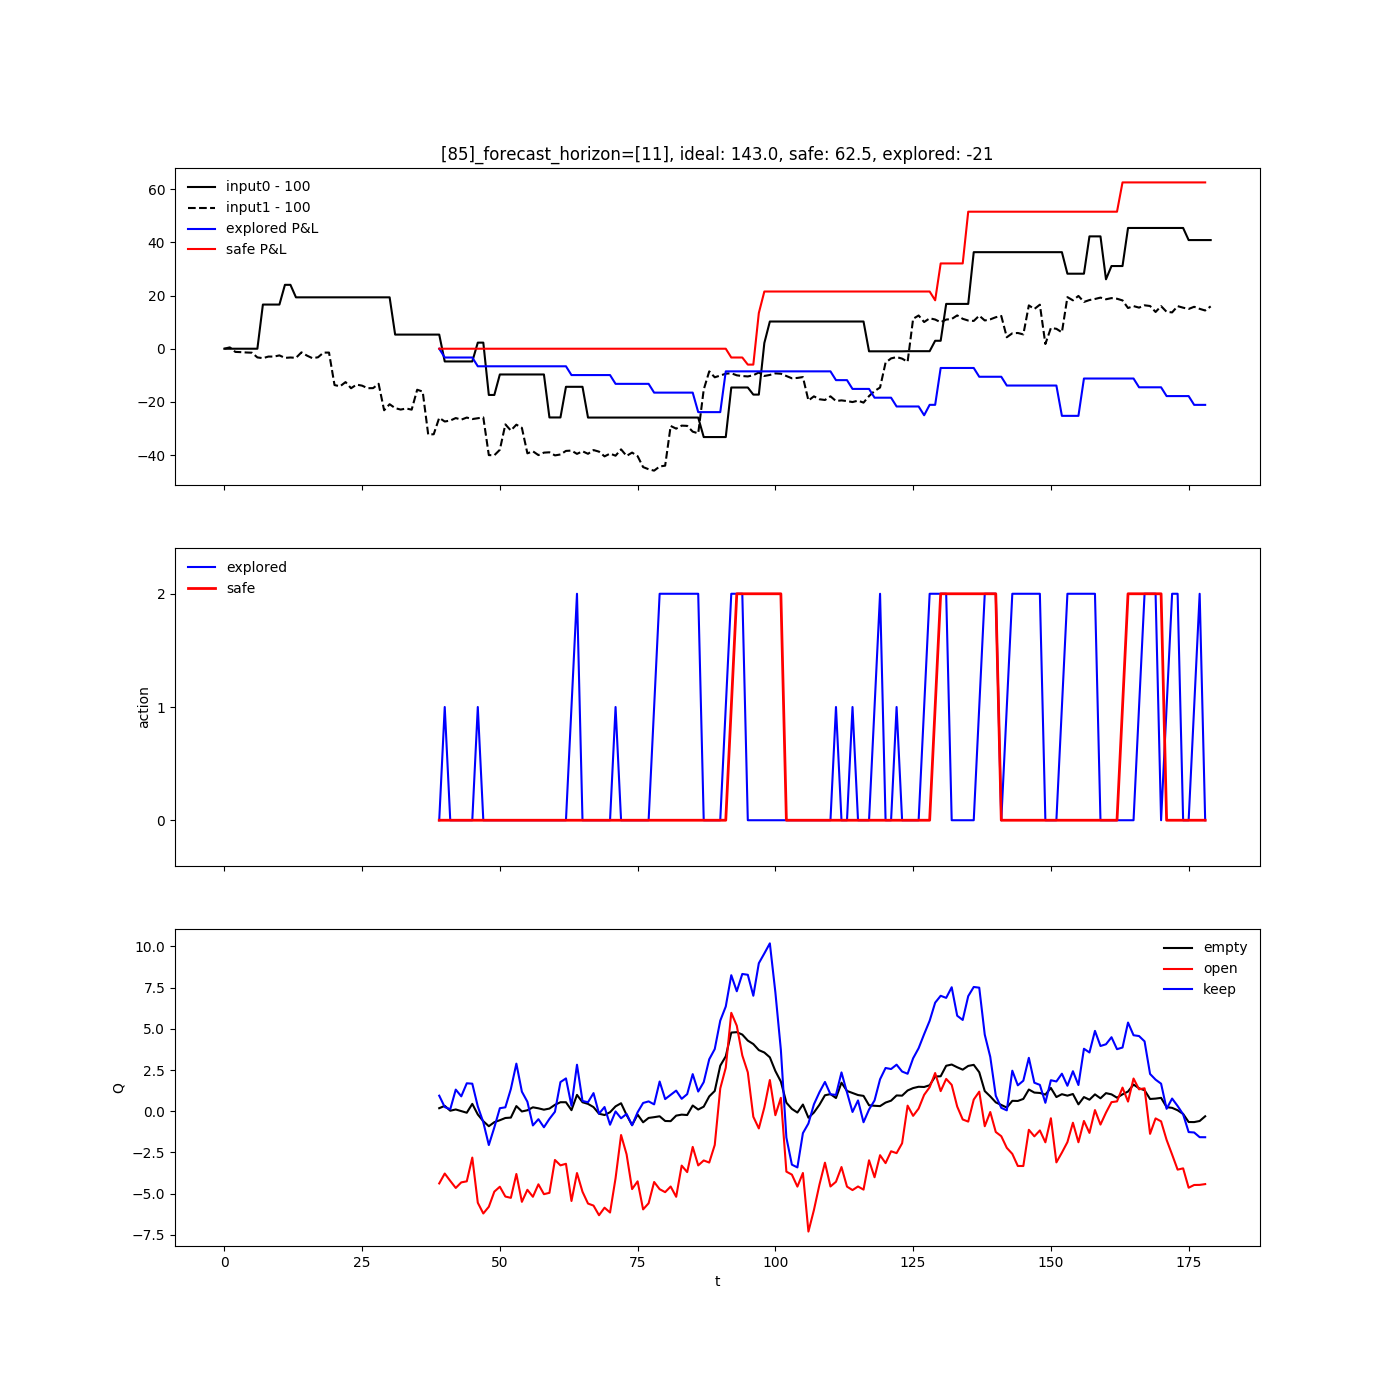 [85]_forecast_horizon=[11], ideal: 143.0, safe: 62.5, explored: -21
input0 - 100
input1 - 100
explored P&L
safe P&L
60
40
20
0
−20
−40
explored
safe
2
1
0
action
empty
open
keep
10.0
7.5
5.0
2.5
0.0
−2.5
−5.0
−7.5
Q
0 25 50 75 100 125 150 175
t